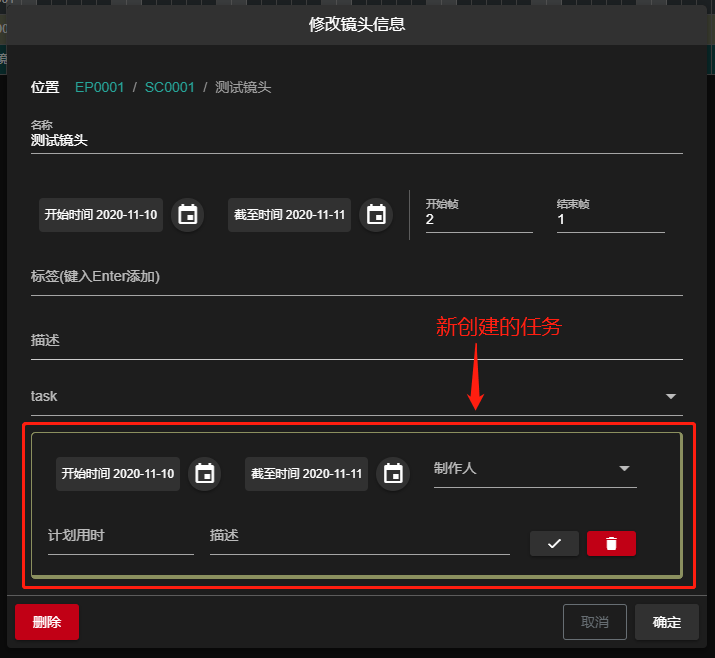 修改镜头信息
位置 EP0001 / SC0001 / 测试镜头
名称
测试镜头
开始时间 2020-11-10 截至时间 2020-11-11 开始帧 结束帧
2 1
标签(键入Enter添加)
新创建的任务
描述
task
开始时间 2020-11-10 截至时间 2020-11-11 制作人
计划用时 描述
删除 取消 确定